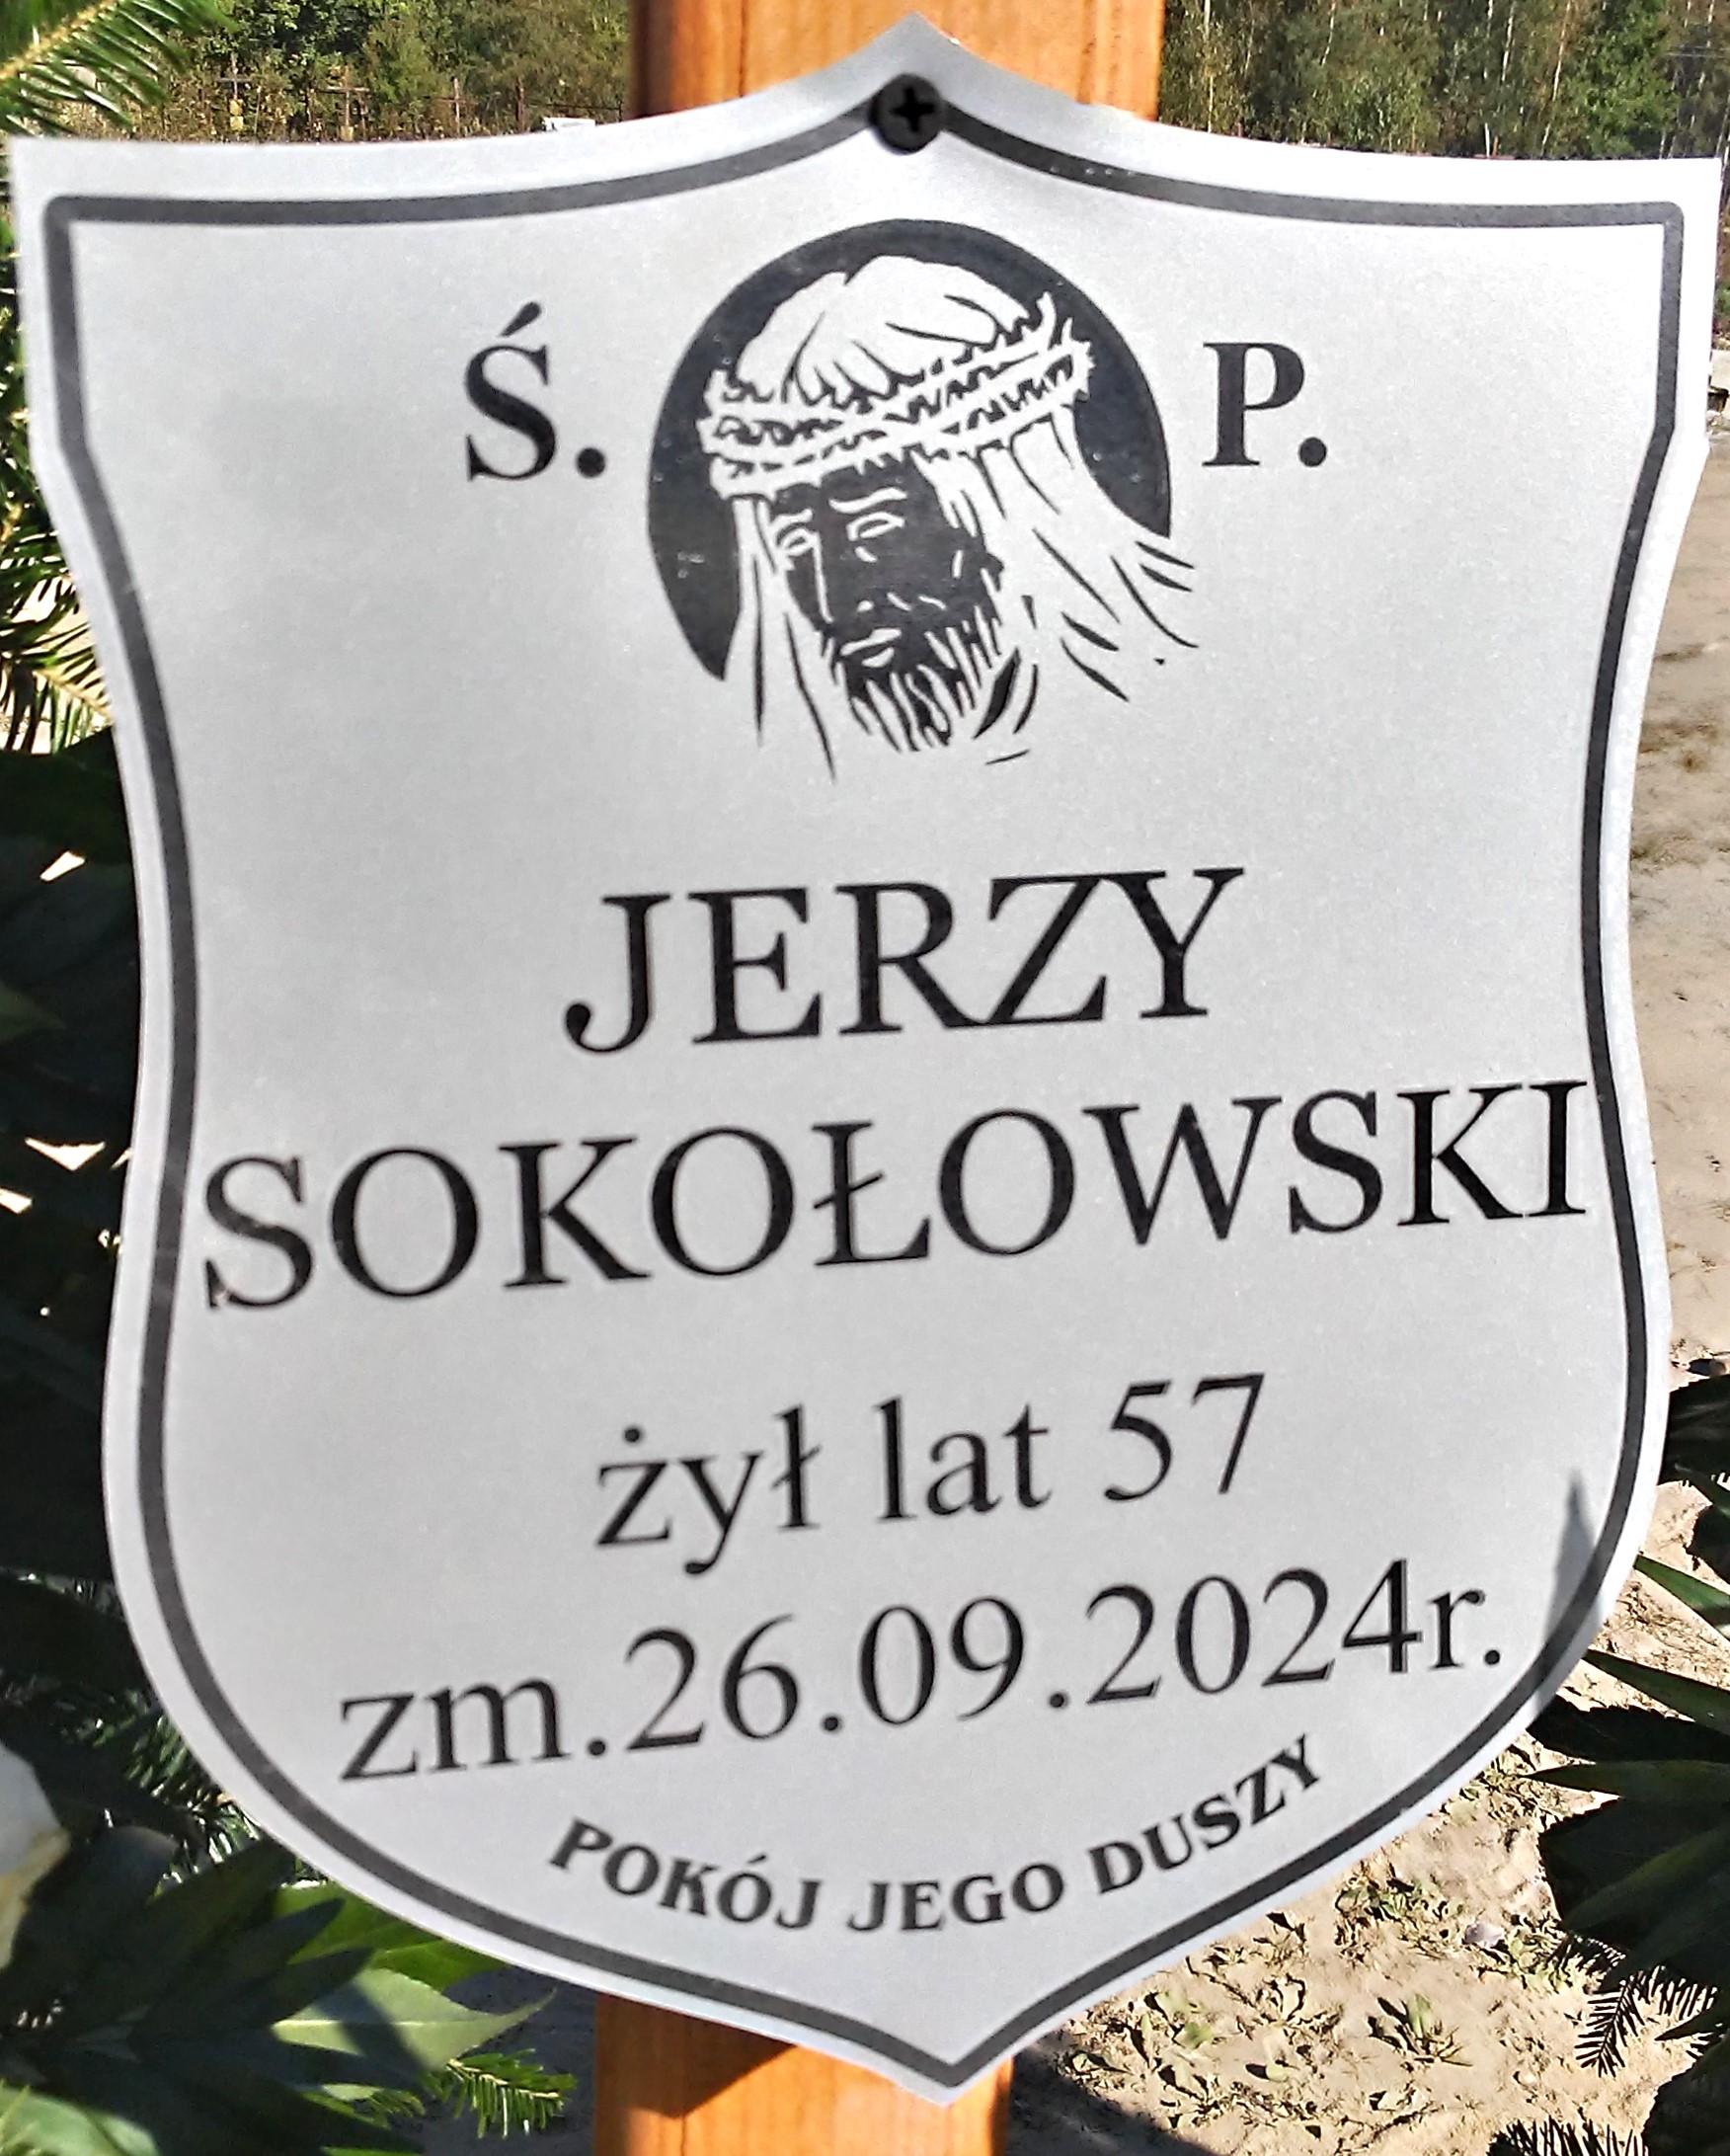 Ś. P.
JERZY
SOKOŁOWSKI
żył lat 57
zm.26.09.2024r.
POKÓJ JEGO DUSZY